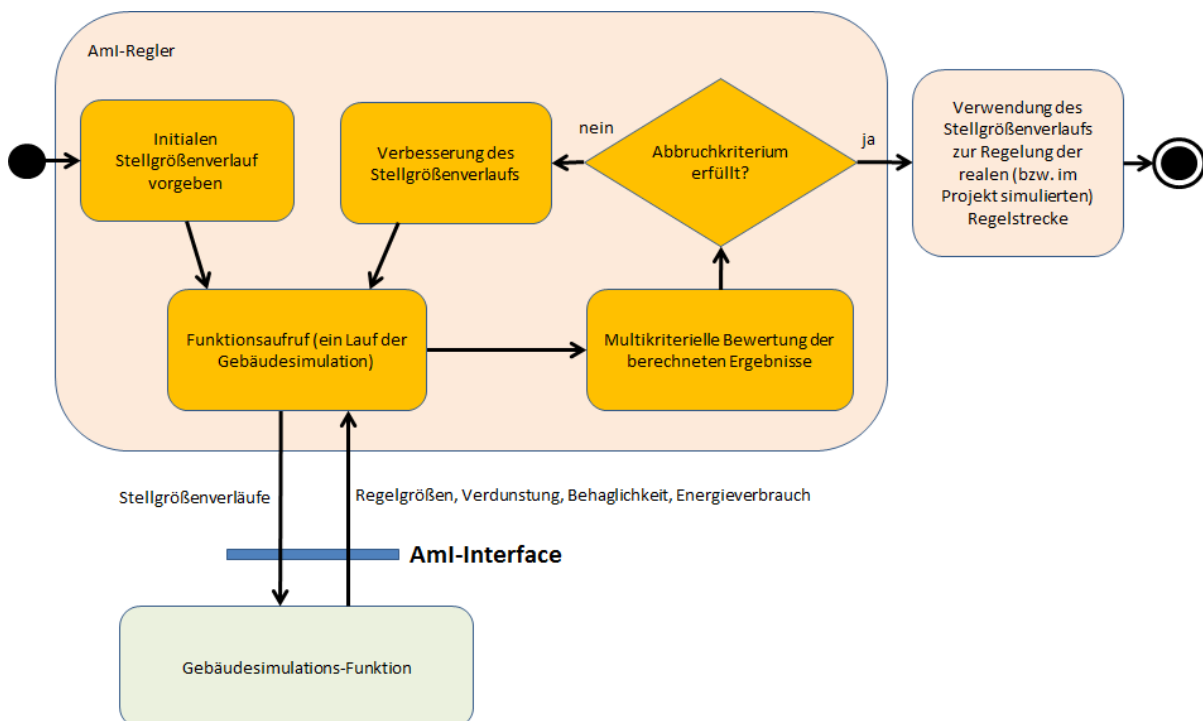 AmI-Regler
Initialen
Stellgrößenverlauf
vorgeben
Verbesserung des
Stellgrößenverlaufs
nein
Abbruchkriterium
erfüllt?
ja
Verwendung des
Stellgrößenverlaufs
zur Regelung der
realen (bzw. im
Projekt simulierten)
Regelstrecke
Funktionsaufruf (ein Lauf der
Gebäudesimulation)
Multikriterielle Bewertung der
berechneten Ergebnisse
Stellgrößenverläufe
Regelgrößen, Verdunstung, Behaglichkeit, Energieverbrauch
AmI-Interface
Gebäudesimulations-Funktion